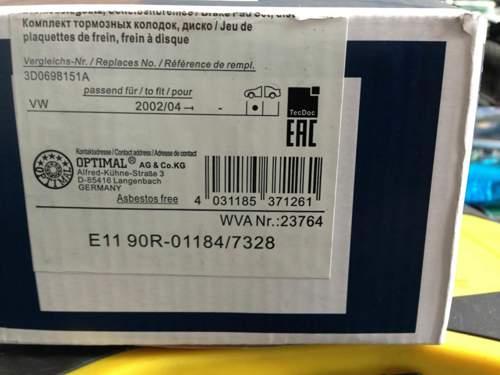 Brake Pad Set, disc
Комплект тормозных колодок, диско / Jeu de
plaquettes de frein, frein à disque
Vergleichs-Nr. / Replaces No. / Référence de rempl.
3D0698151A
passend für / to fit / pour
VW 2002/04→ -
TecDoc
EAC
Kontaktadresse / Contact address / Adresse de contact
OPTIMAL® AG & Co.KG
Alfred-Kühne-Straße 3
D-85416 Langenbach
GERMANY
OPTIMAL
Asbestos free
4 031185 371261
WVA Nr.:23764
E11 90R-01184/7328